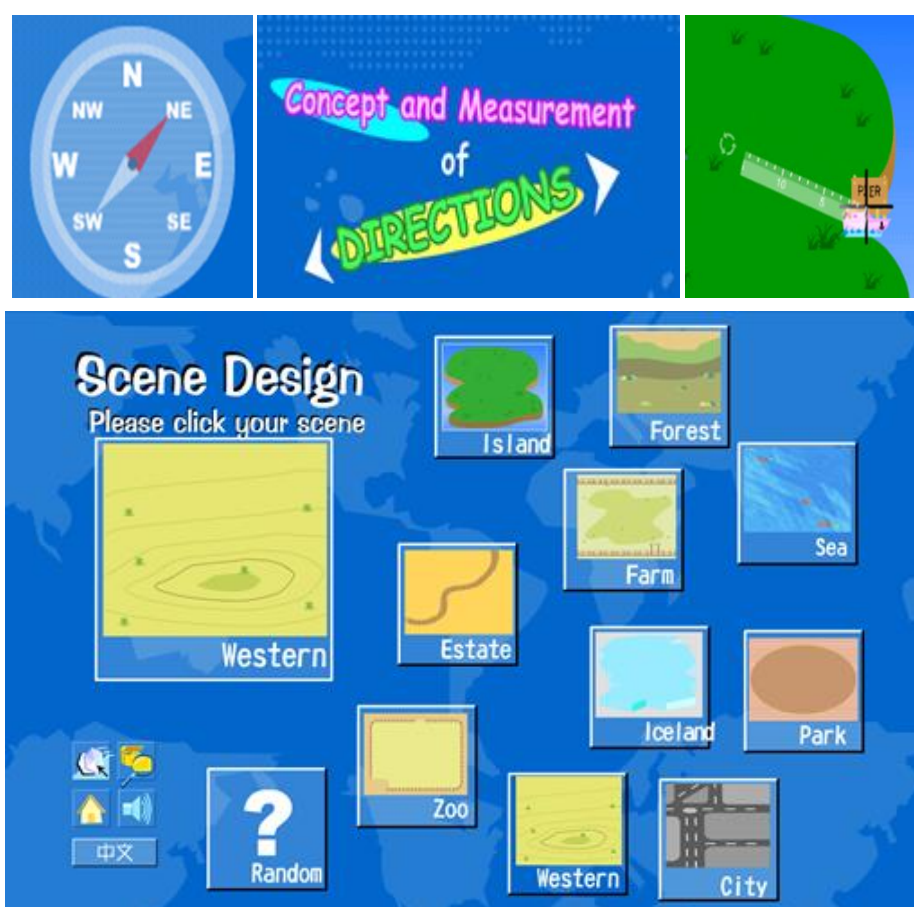 N
NW NE
W E
SW SE
S
Concept and Measurement
of
DIRECTIONS
10
5
Scene Design
Please click your scene
Western
Island
Forest
Sea
Farm
Estate
Iceland
Park
Zoo
Random
Western
City
中文